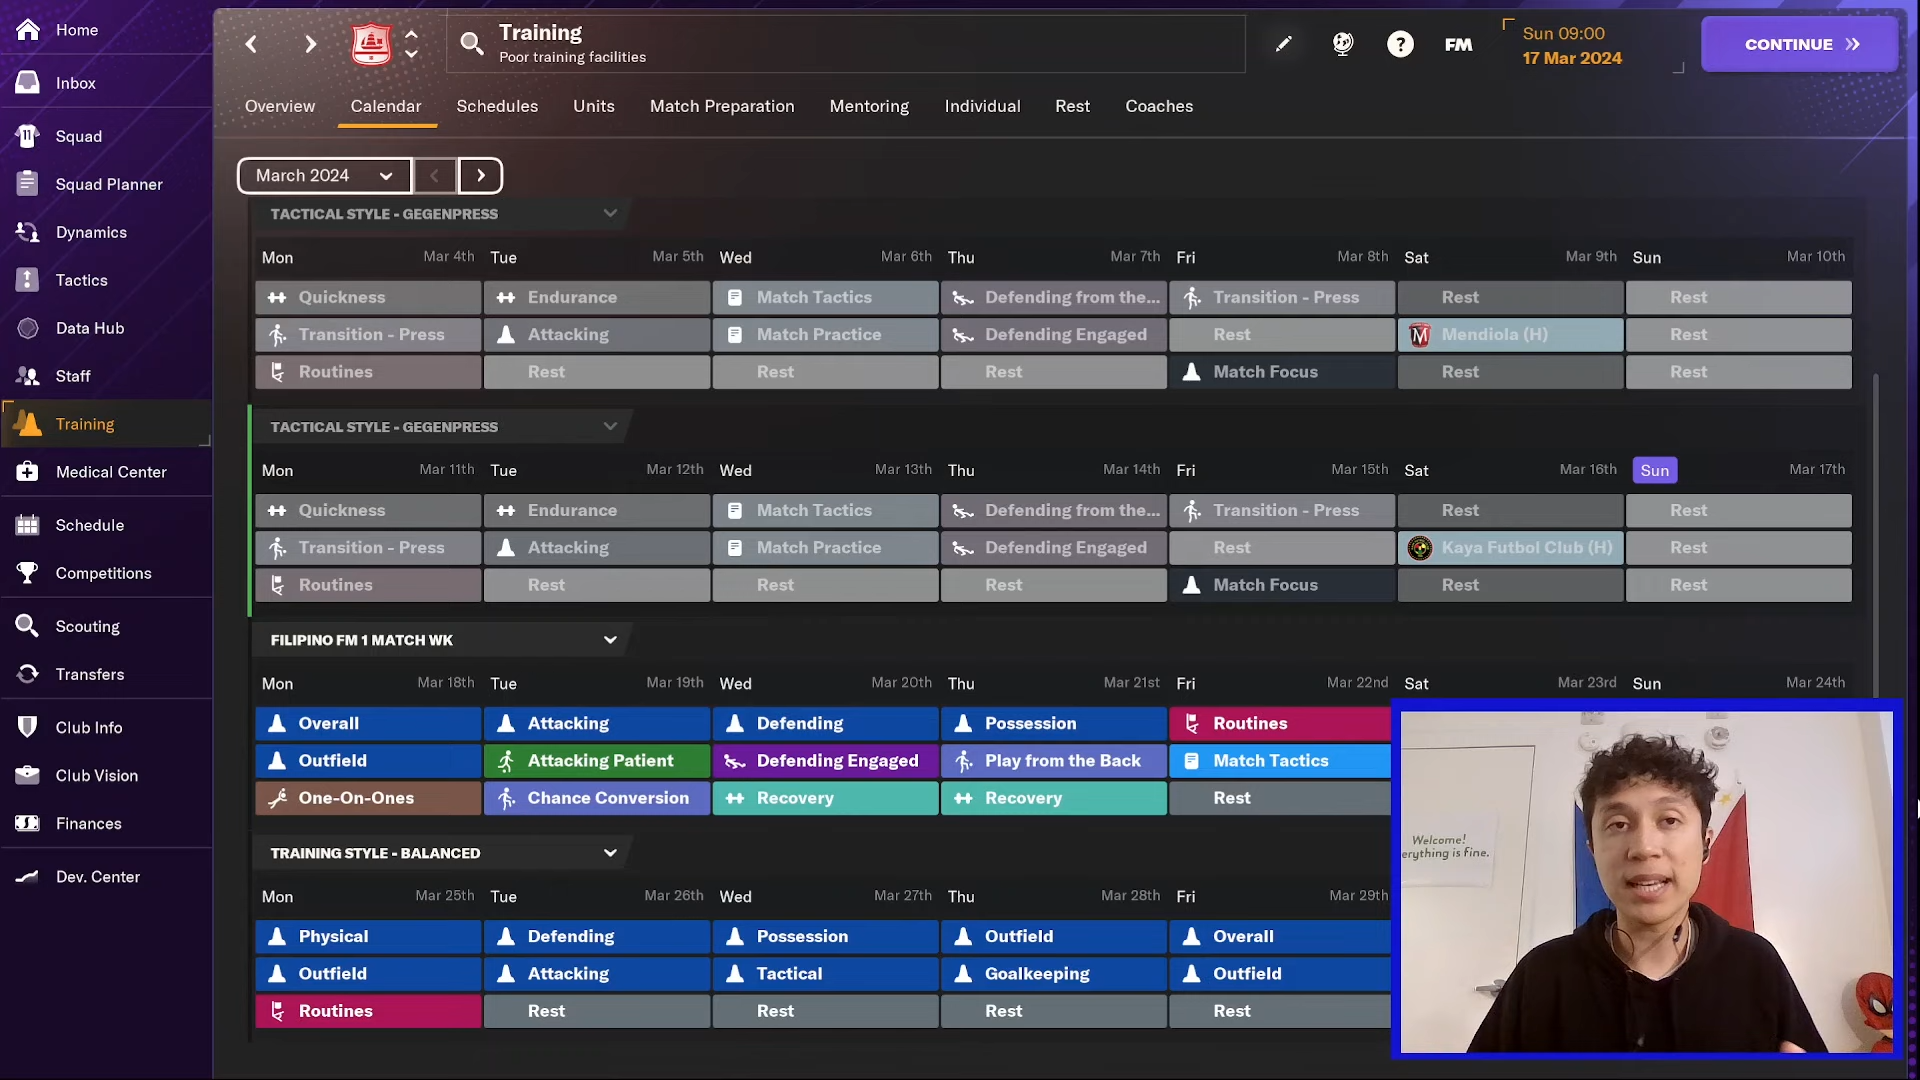 Home
Inbox
Squad
Squad Planner
Dynamics
Tactics
Data Hub
Staff
Training
Medical Center
Schedule
Competitions
Scouting
Transfers
Club Info
Club Vision
Finances
Dev. Center
Training
Poor training facilities
?
FM
Sun 09:00
17 Mar 2024
CONTINUE
Overview Calendar Schedules Units Match Preparation Mentoring Individual Rest Coaches
March 2024
TACTICAL STYLE - GEGENPRESS
Mon Mar 4th Tue Mar 5th Wed Mar 6th Thu Mar 7th Fri Mar 8th Sat Mar 9th Sun Mar 10th
Quickness Endurance Match Tactics Defending from the... Transition - Press Rest Rest
Transition - Press Attacking Match Practice Defending Engaged Rest Mendiola (H) Rest
Routines Rest Rest Rest Match Focus Rest Rest
TACTICAL STYLE - GEGENPRESS
Mon Mar 11th Tue Mar 12th Wed Mar 13th Thu Mar 14th Fri Mar 15th Sat Mar 16th Sun Mar 17th
Quickness Endurance Match Tactics Defending from the... Transition - Press Rest Rest
Transition - Press Attacking Match Practice Defending Engaged Rest Kaya Futbol Club (H) Rest
Routines Rest Rest Rest Match Focus Rest Rest
FILIPINO FM 1 MATCH WK
Mon Mar 18th Tue Mar 19th Wed Mar 20th Thu Mar 21st Fri Mar 22nd Sat Mar 23rd Sun Mar 24th
Overall Attacking Defending Possession Routines
Outfield Attacking Patient Defending Engaged Play from the Back Match Tactics
One-On-Ones Chance Conversion Recovery Recovery Rest
TRAINING STYLE - BALANCED
Mon Mar 25th Tue Mar 26th Wed Mar 27th Thu Mar 28th Fri Mar 29th
Physical Defending Possession Outfield Overall
Outfield Attacking Tactical Goalkeeping Outfield
Routines Rest Rest Rest Rest
Welcome!
erything is fine.